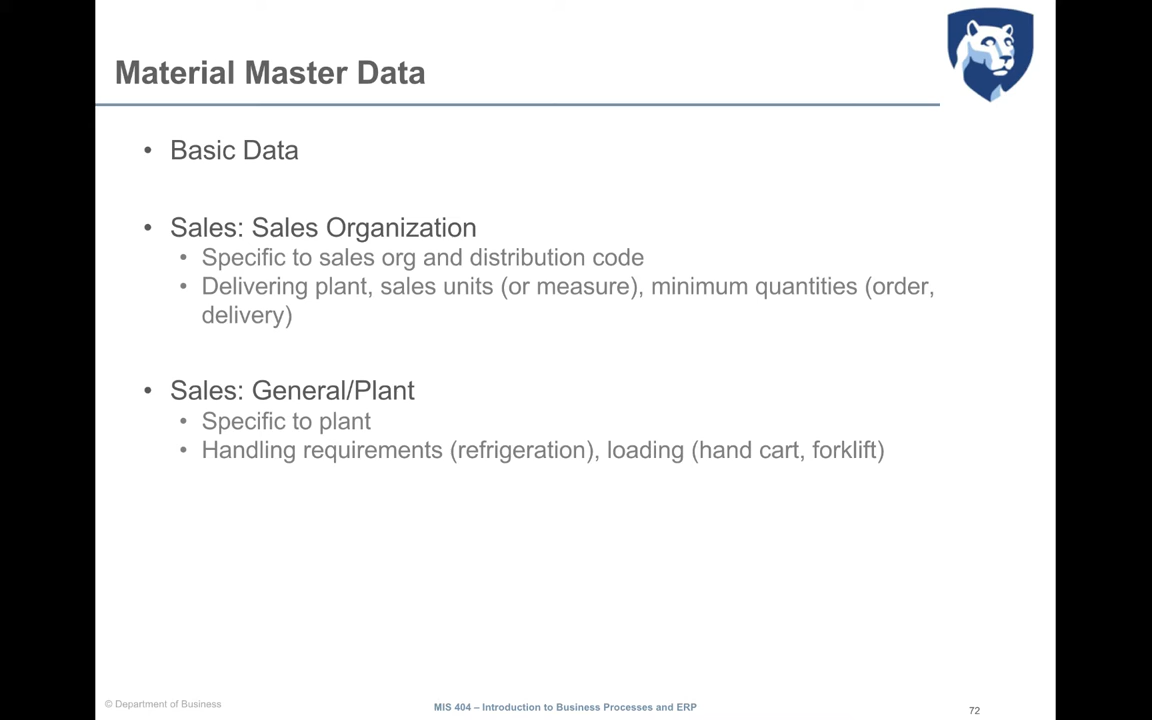 Material Master Data
• Basic Data
• Sales: Sales Organization
• Specific to sales org and distribution code
• Delivering plant, sales units (or measure), minimum quantities (order,
delivery)
• Sales: General/Plant
• Specific to plant
• Handling requirements (refrigeration), loading (hand cart, forklift)
© Department of Business
MIS 404 – Introduction to Business Processes and ERP
72